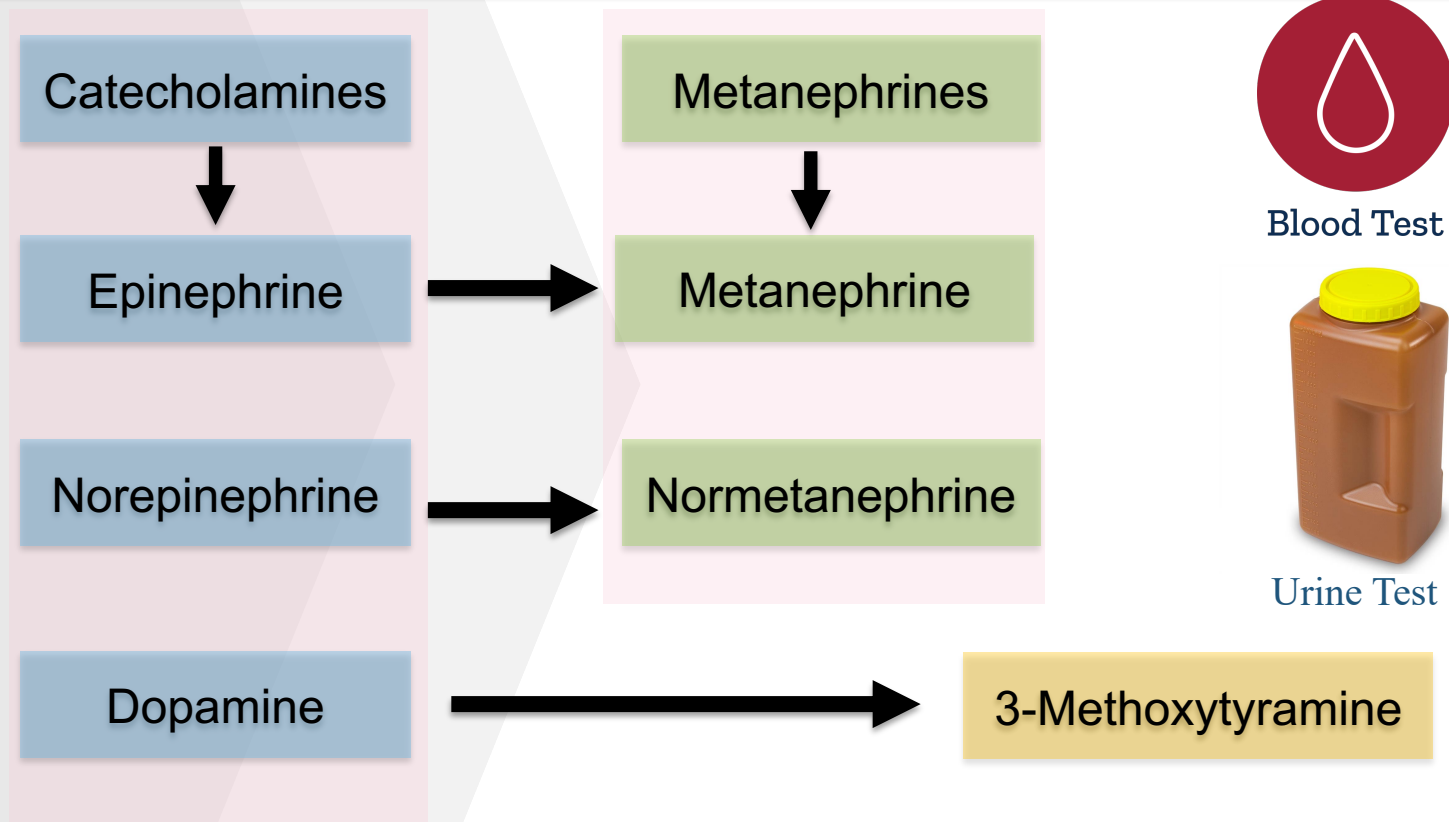 Catecholamines
Metanephrines
Blood Test
Epinephrine
Metanephrine
Norepinephrine
Normetanephrine
Urine Test
Dopamine
3-Methoxytyramine